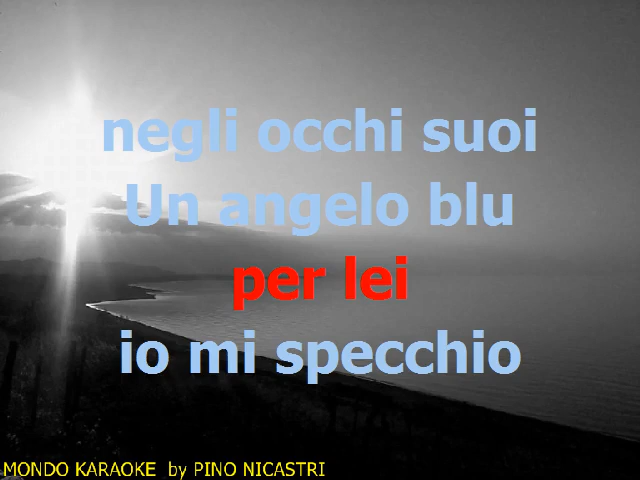 negli occhi suoi
Un angelo blu
per lei
io mi specchio
MONDO KARAOKE by PINO NICASTRI